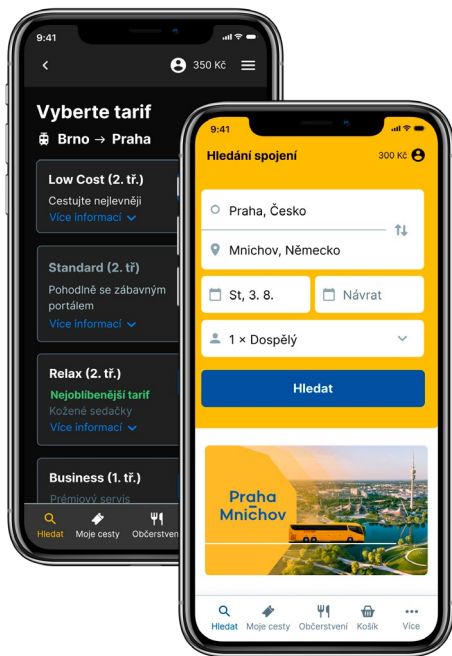 9:41
350 Kč
Vyberte tarif
Brno → Praha
Low Cost (2. tř.)
Cestujte nejlevněji
Více informací
Standard (2. tř)
Pohodlně se zábavným
portálem
Více informací
Relax (2. tř.)
Nejoblíbenější tarif
Kožené sedačky
Více informací
Business (1. tř.)
Prémiový servis
Hledat
Moje cesty
Občerstven
9:41
Hledání spojení
300 Kč
Praha, Česko
Mnichov, Německo
St, 3. 8.
Návrat
1 × Dospělý
Hledat
Praha
Mnichov
Hledat
Moje cesty
Občerstvení
Košík
Více